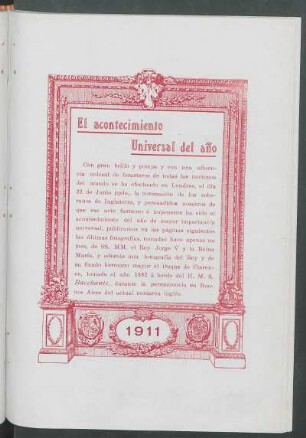 El acontecimiento
Universal del año
Con gran brillo y pompa y con una afluencia
colosal de forasteros de todas las naciones
del mundo se ha efectuado en Londres, el día
22 de Junio ppdo., la coronación de los soberanos
de Inglaterra, y persuadidos nosotros de
que ese acto famoso e imponente ha sido el
acontecimiento del año de mayor importancia
universal, publicamos en las páginas siguientes
las últimas fotografías, tomadas hace apenas un
mes, de SS. MM. el Rey Jorge V y la Reina
María, y además una fotografía del Rey y de
su finado hermano mayor el Duque de Clarence,
tomada el año 1882 á bordo del H. M. S.
Bacchante, durante la permanencia en Buenos
Aires del actual monarca inglés.
1911